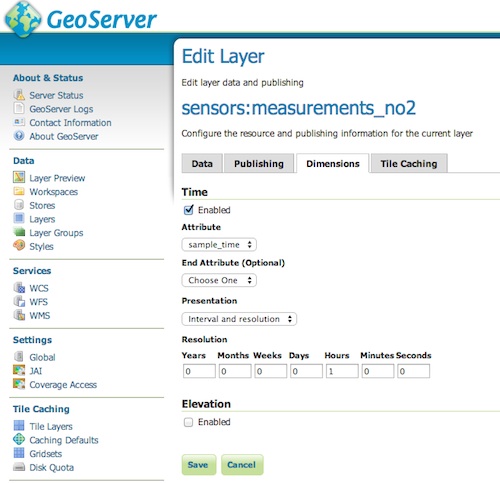 GeoServer
About & Status
Server Status
GeoServer Logs
Contact Information
About GeoServer
Data
Layer Preview
Workspaces
Stores
Layers
Layer Groups
Styles
Services
WCS
WFS
WMS
Settings
Global
JAI
Coverage Access
Tile Caching
Tile Layers
Caching Defaults
Gridsets
Disk Quota
Edit Layer
Edit layer data and publishing
sensors:measurements_no2
Configure the resource and publishing information for the current layer
Data Publishing Dimensions Tile Caching
Time
Enabled
Attribute
sample_time
End Attribute (Optional)
Choose One
Presentation
Interval and resolution
Resolution
Years Months Weeks Days Hours Minutes Seconds
0 0 0 0 1 0 0
Elevation
Enabled
Save Cancel